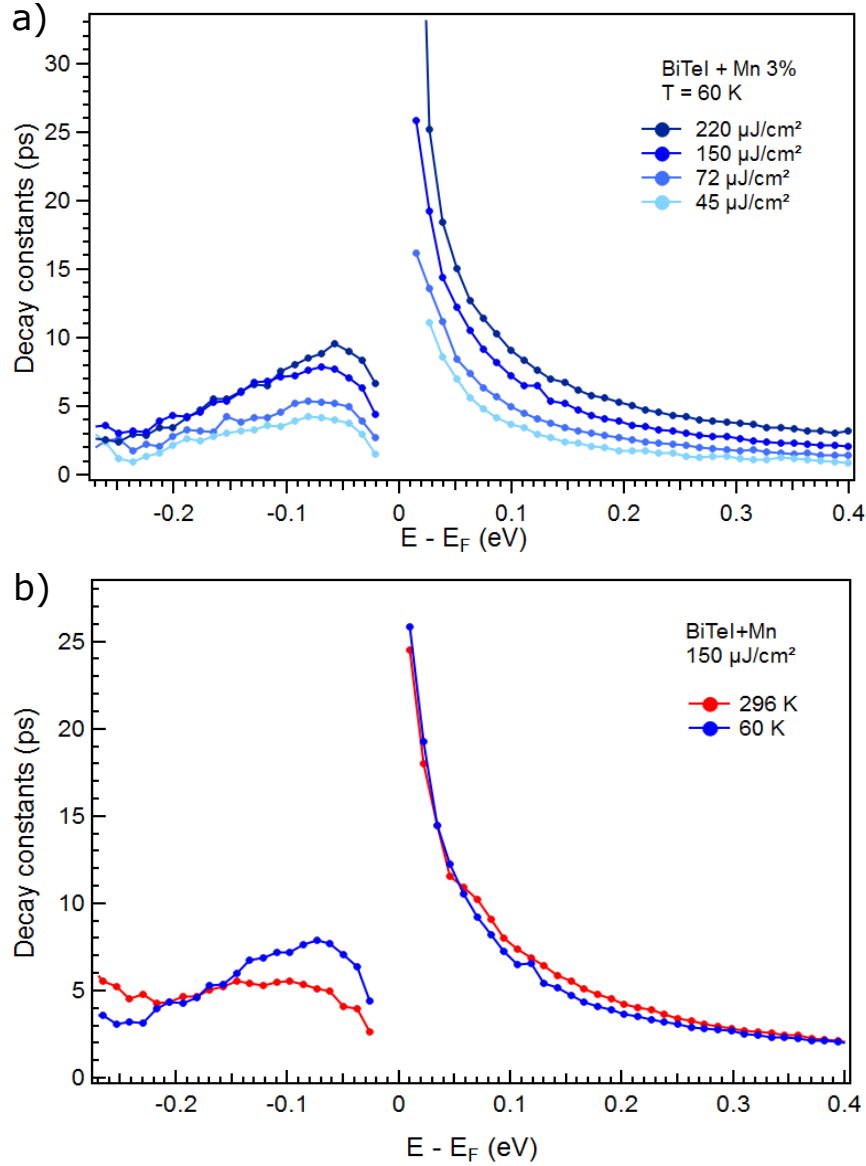 a)
Decay constants (ps)
30
25
20
15
10
5
0
BiTeI + Mn 3%
T = 60 K
220 µJ/cm²
150 µJ/cm²
72 µJ/cm²
45 µJ/cm²
-0.2 -0.1 0 0.1 0.2 0.3 0.4
E - E_F (eV)
b)
Decay constants (ps)
25
20
15
10
5
0
BiTeI+Mn
150 µJ/cm²
296 K
60 K
-0.2 -0.1 0 0.1 0.2 0.3 0.4
E - E_F (eV)